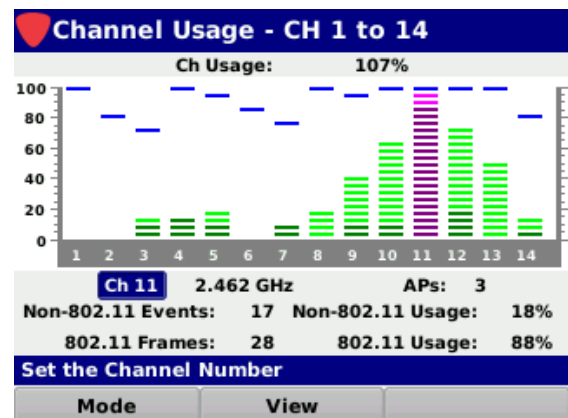 Channel Usage - CH 1 to 14
Ch Usage: 107%
100
80
60
40
20
0
1 2 3 4 5 6 7 8 9 10 11 12 13 14
Ch 11 2.462 GHz APs: 3
Non-802.11 Events: 17 Non-802.11 Usage: 18%
802.11 Frames: 28 802.11 Usage: 88%
Set the Channel Number
Mode View